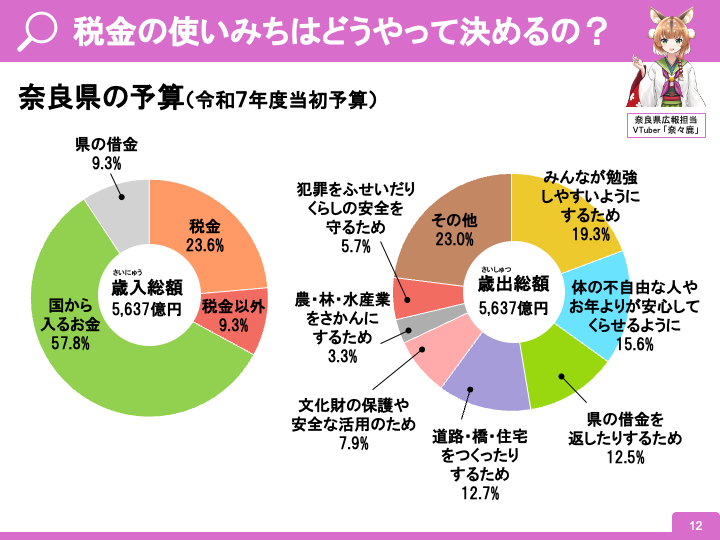 税金の使いみちはどうやって決めるの？
奈良県広報担当
VTuber「奈々鹿」
奈良県の予算(令和7年度当初予算)
県の借金
9.3%
税金
23.6%
税金以外
9.3%
国から
入るお金
57.8%
さいにゅう
歳入総額
5,637億円
みんなが勉強
しやすいように
するため
19.3%
体の不自由な人や
お年よりが安心して
くらせるように
15.6%
県の借金を
返したりするため
12.5%
道路・橋・住宅
をつくったり
するため
12.7%
文化財の保護や
安全な活用のため
7.9%
農・林・水産業
をさかんに
するため
3.3%
犯罪をふせいだり
くらしの安全を
守るため
5.7%
その他
23.0%
さいしゅつ
歳出総額
5,637億円
12